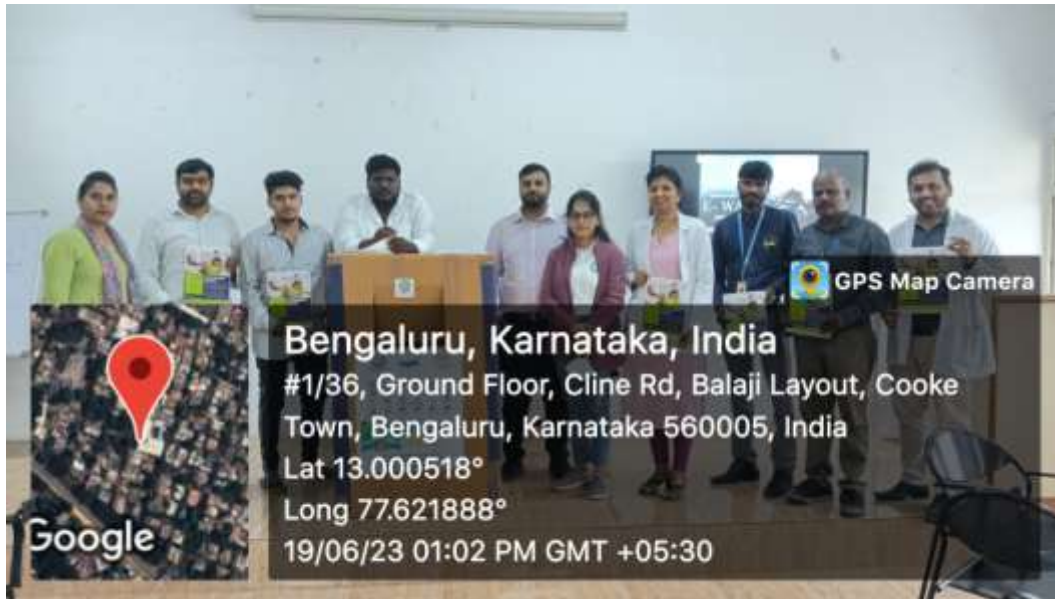 GPS Map Camera
Bengaluru, Karnataka, India
#1/36, Ground Floor, Cline Rd, Balaji Layout, Cooke
Town, Bengaluru, Karnataka 560005, India
Lat 13.000518°
Long 77.621888°
19/06/23 01:02 PM GMT +05:30
Google